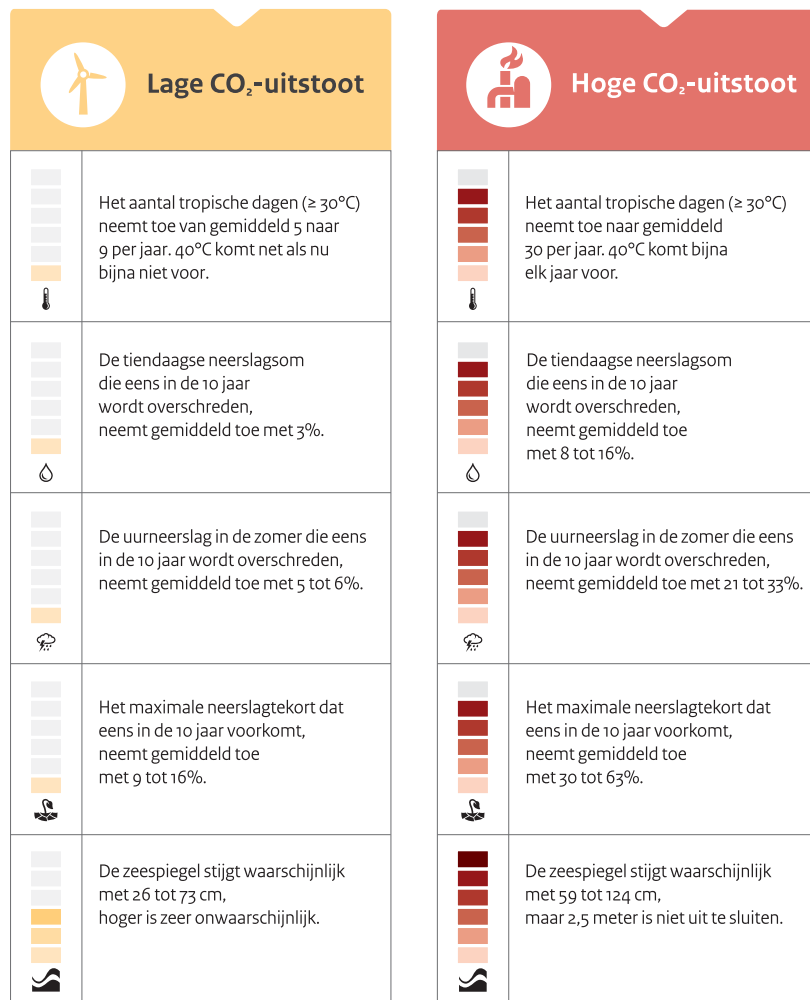 Lage CO₂-uitstoot
Het aantal tropische dagen (≥ 30°C)
neemt toe van gemiddeld 5 naar
9 per jaar. 40°C komt net als nu
bijna niet voor.
De tiendaagse neerslagsom
die eens in de 10 jaar
wordt overschreden,
neemt gemiddeld toe met 3%.
De uurneerslag in de zomer die eens
in de 10 jaar wordt overschreden,
neemt gemiddeld toe met 5 tot 6%.
Het maximale neerslagtekort dat
eens in de 10 jaar voorkomt,
neemt gemiddeld toe
met 9 tot 16%.
De zeespiegel stijgt waarschijnlijk
met 26 tot 73 cm,
hoger is zeer onwaarschijnlijk.
Hoge CO₂-uitstoot
Het aantal tropische dagen (≥ 30°C)
neemt toe naar gemiddeld
30 per jaar. 40°C komt bijna
elk jaar voor.
De tiendaagse neerslagsom
die eens in de 10 jaar
wordt overschreden,
neemt gemiddeld toe
met 8 tot 16%.
De uurneerslag in de zomer die eens
in de 10 jaar wordt overschreden,
neemt gemiddeld toe met 21 tot 33%.
Het maximale neerslagtekort dat
eens in de 10 jaar voorkomt,
neemt gemiddeld toe
met 30 tot 63%.
De zeespiegel stijgt waarschijnlijk
met 59 tot 124 cm,
maar 2,5 meter is niet uit te sluiten.